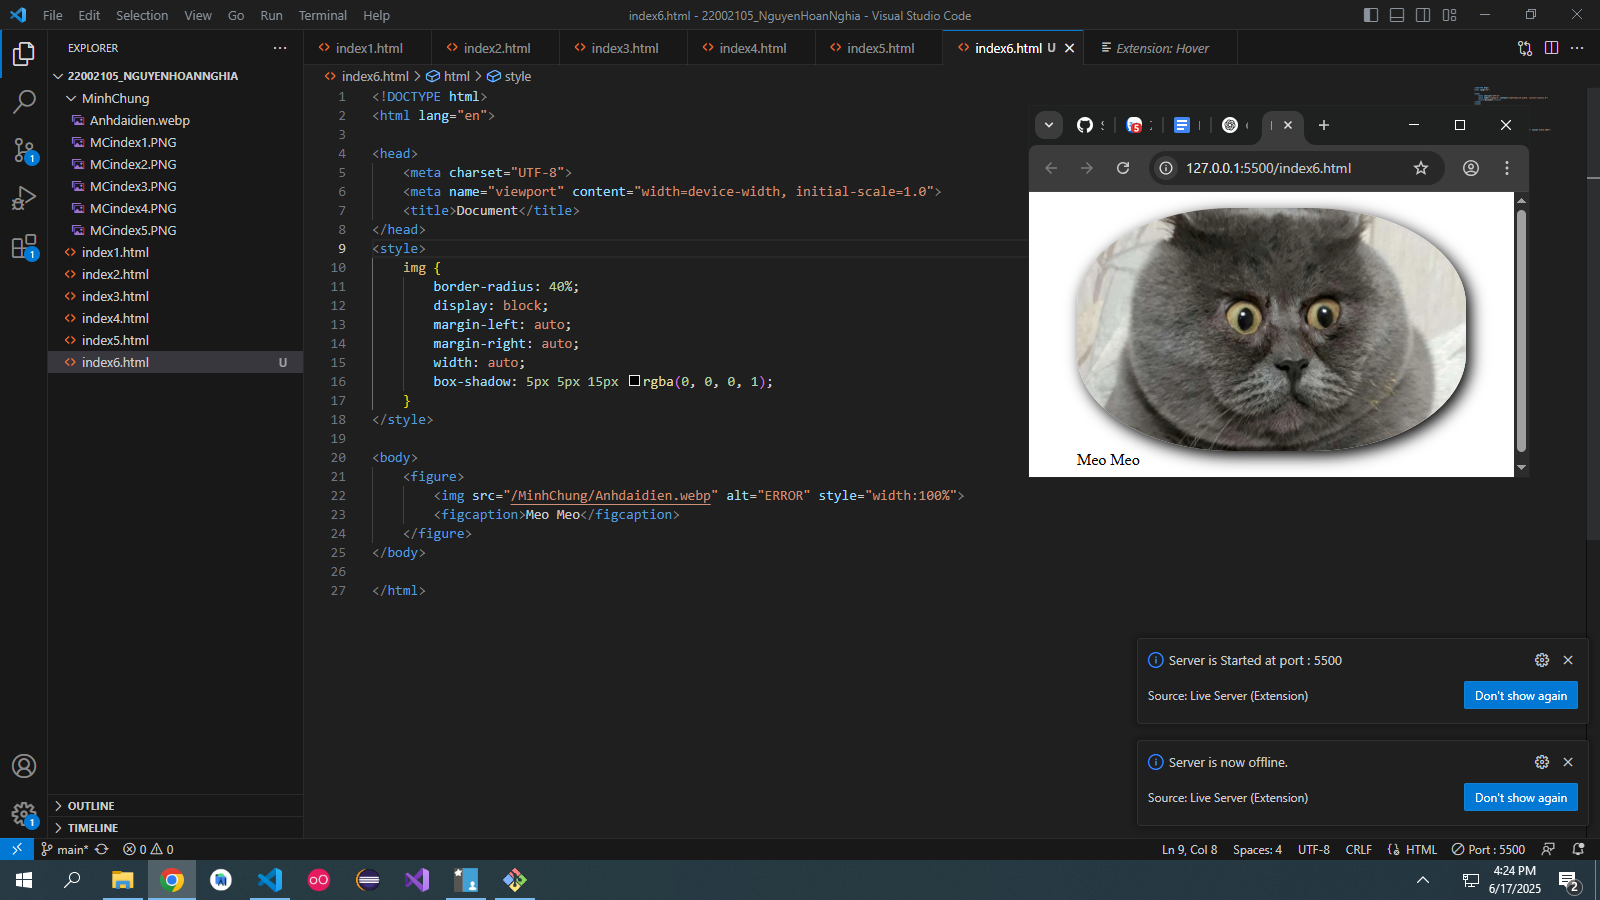 File Edit Selection View Go Run Terminal Help
index6.html - 22002105_NguyenHoanNghia - Visual Studio Code
EXPLORER
22002105_NGUYENHOANNGHIA
MinhChung
Anhdaidien.webp
MCindex1.PNG
MCindex2.PNG
MCindex3.PNG
MCindex4.PNG
MCindex5.PNG
index1.html
index2.html
index3.html
index4.html
index5.html
index6.html U
OUTLINE
TIMELINE
index1.html index2.html index3.html index4.html index5.html index6.html U Extension: Hover
index6.html > html > style
1 <!DOCTYPE html>
2 <html lang="en">
3
4 <head>
5 <meta charset="UTF-8">
6 <meta name="viewport" content="width=device-width, initial-scale=1.0">
7 <title>Document</title>
8 </head>
9 <style>
10 img {
11 border-radius: 40%;
12 display: block;
13 margin-left: auto;
14 margin-right: auto;
15 width: auto;
16 box-shadow: 5px 5px 15px rgba(0, 0, 0, 1);
17 }
18 </style>
19
20 <body>
21 <figure>
22 <img src="/MinhChung/Anhdaidien.webp" alt="ERROR" style="width:100%">
23 <figcaption>Meo Meo</figcaption>
24 </figure>
25 </body>
26
27 </html>
127.0.0.1:5500/index6.html
Meo Meo
Server is Started at port : 5500
Source: Live Server (Extension)
Don't show again
Server is now offline.
Source: Live Server (Extension)
Don't show again
1
1
1
main* 0 0
Ln 9, Col 8 Spaces: 4 UTF-8 CRLF HTML Port : 5500
4:24 PM
6/17/2025
2